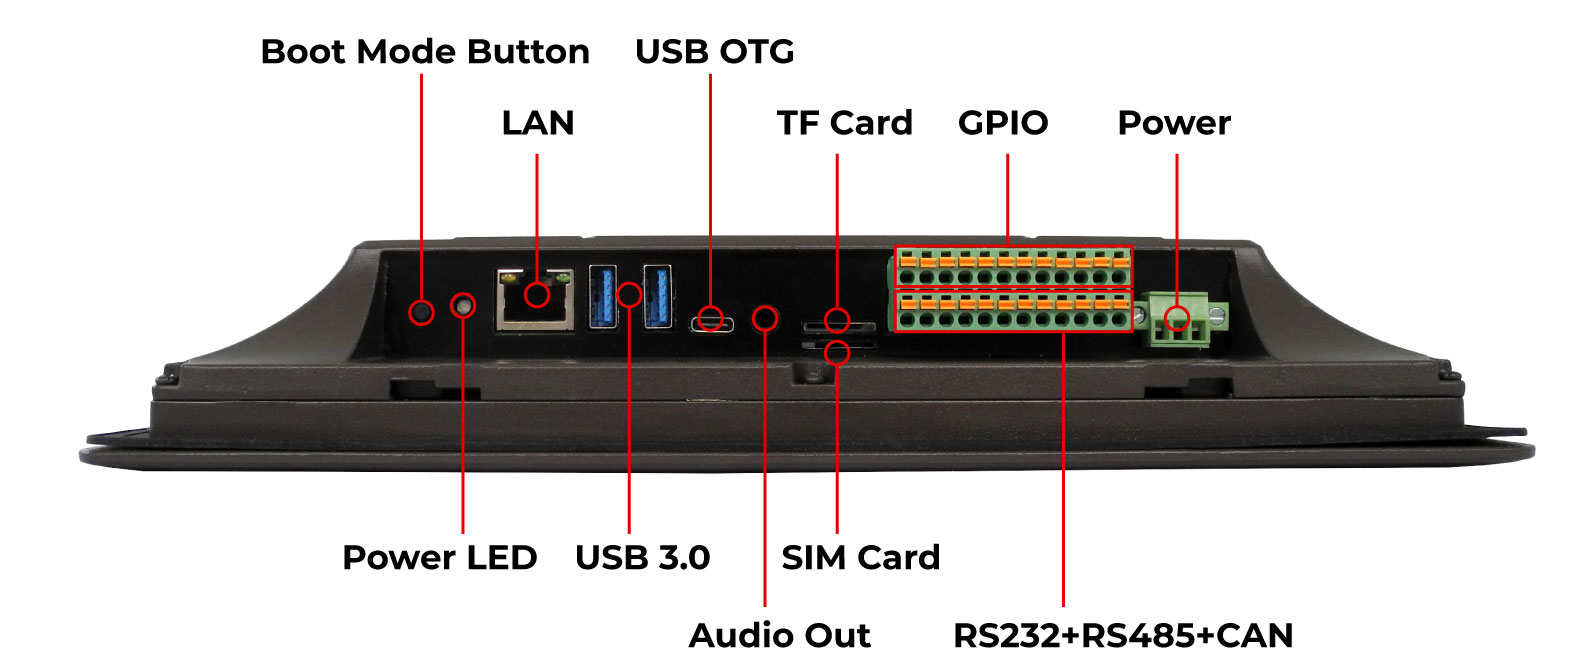 Boot Mode Button
USB OTG
LAN
TF Card
GPIO
Power
Power LED
USB 3.0
SIM Card
Audio Out
RS232+RS485+CAN